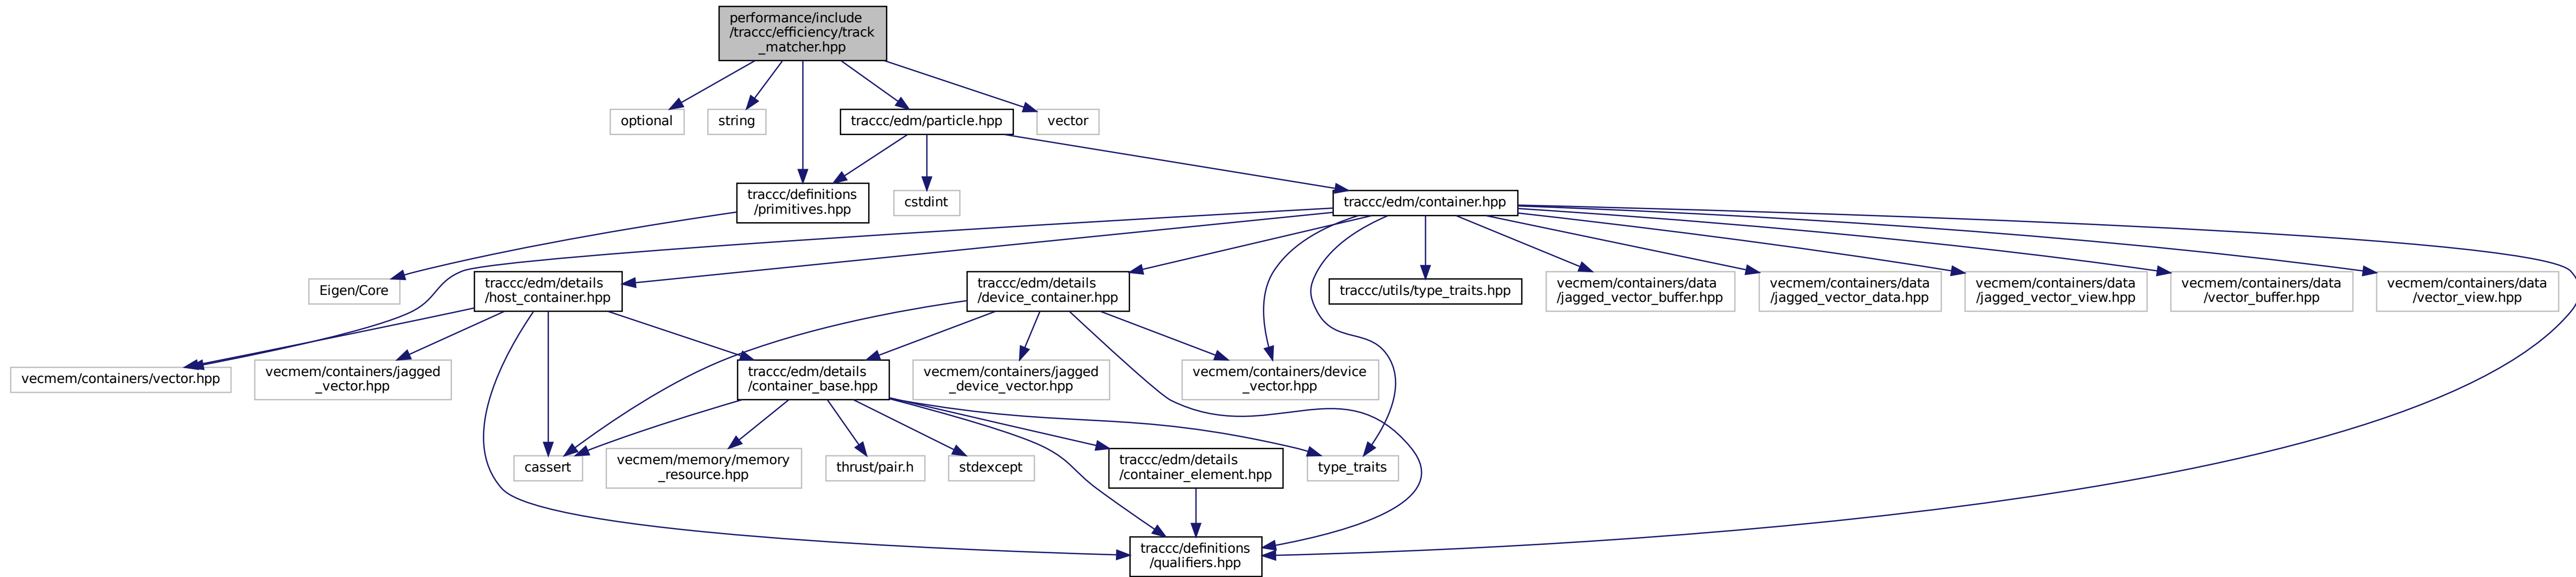 performance/include
/traccc/efficiency/track
_matcher.hpp
optional
string
traccc/edm/particle.hpp
vector
traccc/definitions
/primitives.hpp
cstdint
traccc/edm/container.hpp
Eigen/Core
traccc/edm/details
/host_container.hpp
traccc/edm/details
/device_container.hpp
traccc/utils/type_traits.hpp
vecmem/containers/data
/jagged_vector_buffer.hpp
vecmem/containers/data
/jagged_vector_data.hpp
vecmem/containers/data
/jagged_vector_view.hpp
vecmem/containers/data
/vector_buffer.hpp
vecmem/containers/data
/vector_view.hpp
vecmem/containers/vector.hpp
vecmem/containers/jagged
_vector.hpp
traccc/edm/details
/container_base.hpp
vecmem/containers/jagged
_device_vector.hpp
vecmem/containers/device
_vector.hpp
cassert
vecmem/memory/memory
_resource.hpp
thrust/pair.h
stdexcept
traccc/edm/details
/container_element.hpp
type_traits
traccc/definitions
/qualifiers.hpp